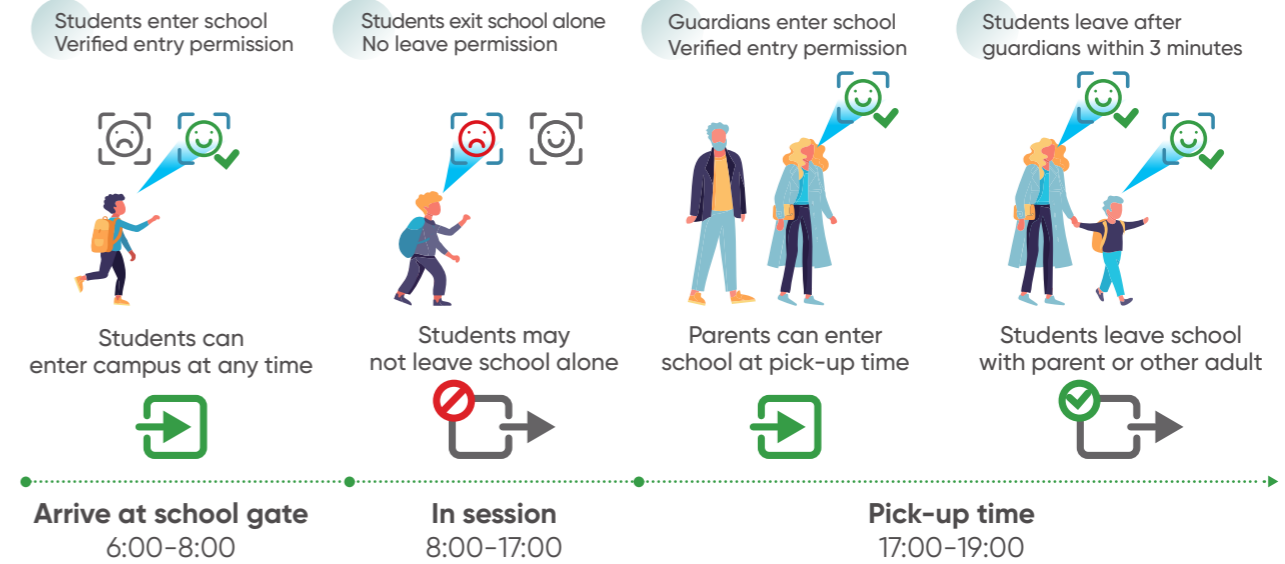 Students enter school
Verified entry permission
Students exit school alone
No leave permission
Guardians enter school
Verified entry permission
Students leave after
guardians within 3 minutes
Students can
enter campus at any time
Students may
not leave school alone
Parents can enter
school at pick-up time
Students leave school
with parent or other adult
Arrive at school gate
6:00-8:00
In session
8:00-17:00
Pick-up time
17:00-19:00